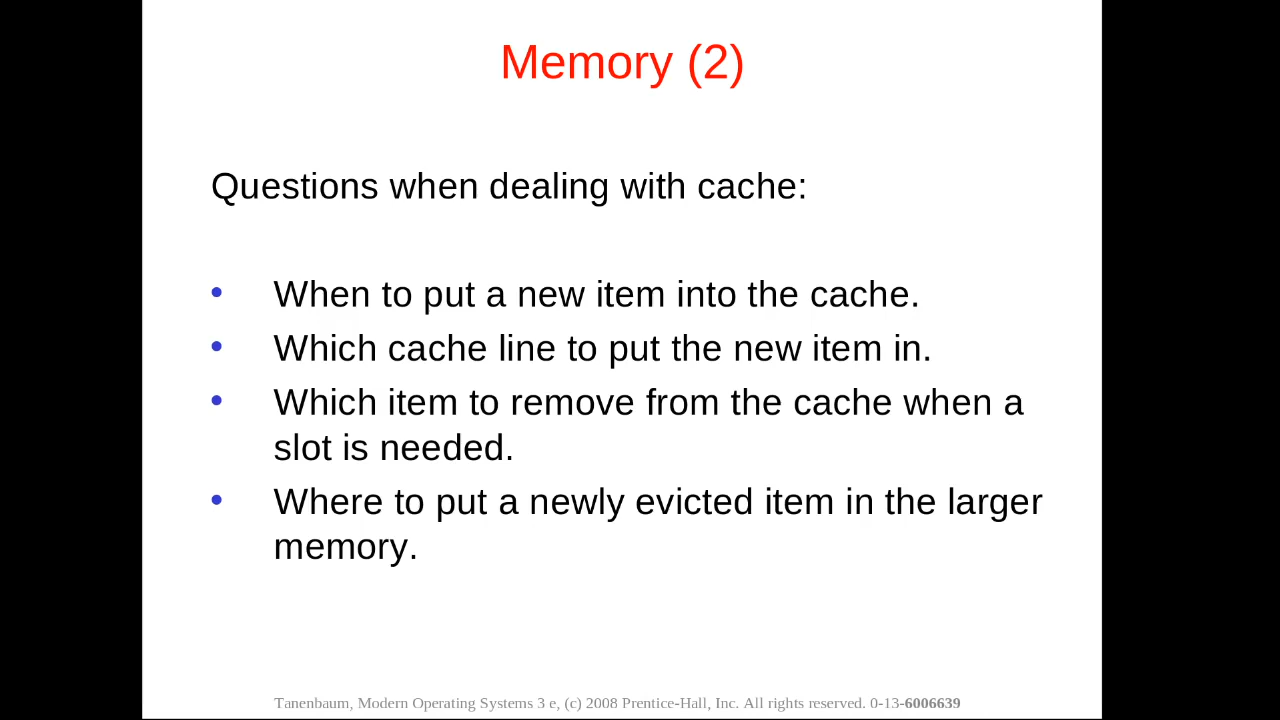 Memory (2)
Questions when dealing with cache:
• When to put a new item into the cache.
• Which cache line to put the new item in.
• Which item to remove from the cache when a
slot is needed.
• Where to put a newly evicted item in the larger
memory.
Tanenbaum, Modern Operating Systems 3 e, (c) 2008 Prentice-Hall, Inc. All rights reserved. 0-13-6006639